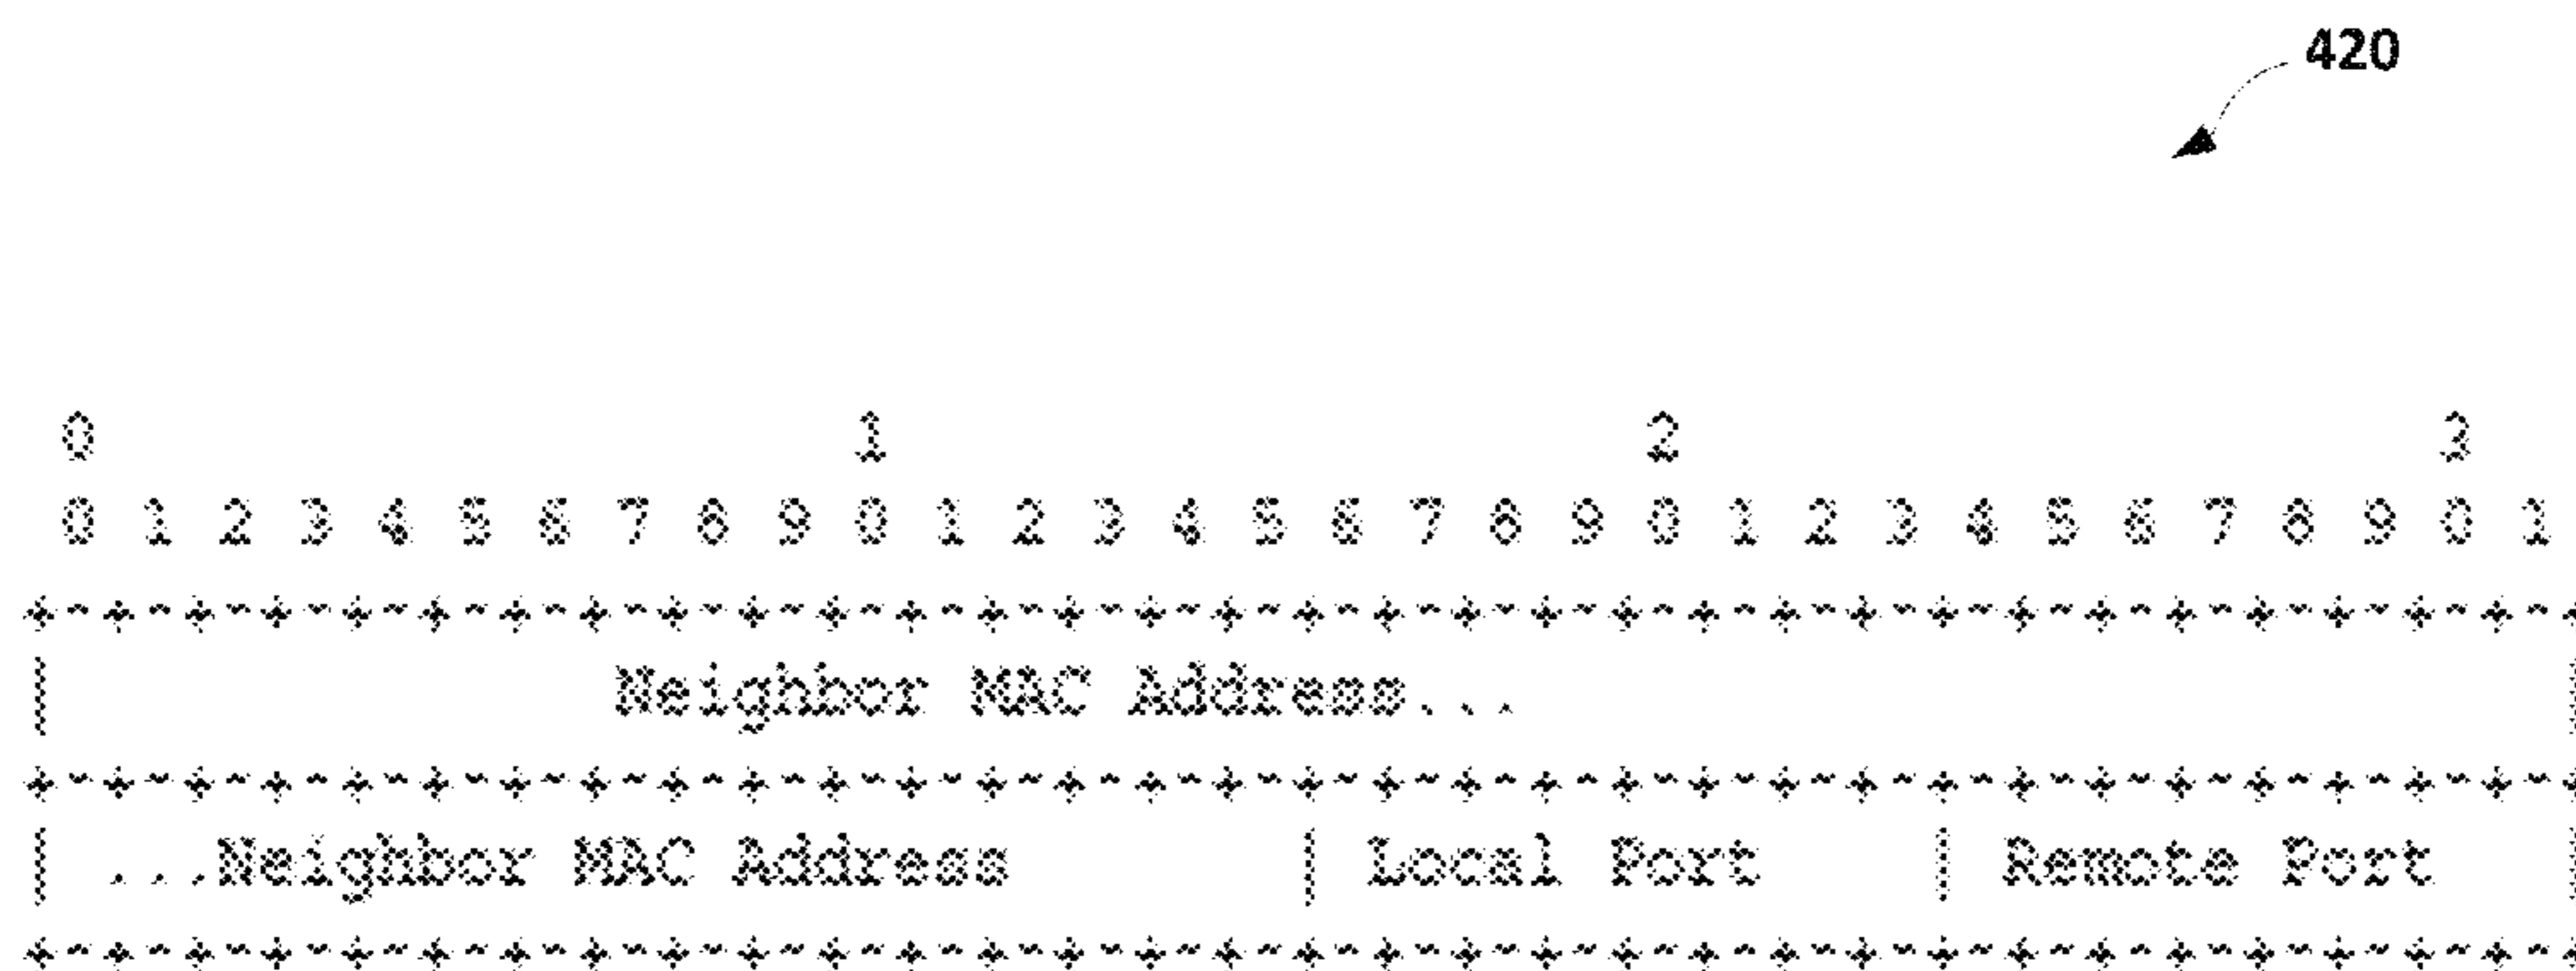 420
0                   1                   2                   3
0 1 2 3 4 5 6 7 8 9 0 1 2 3 4 5 6 7 8 9 0 1 2 3 4 5 6 7 8 9 0 1
+-+-+-+-+-+-+-+-+-+-+-+-+-+-+-+-+-+-+-+-+-+-+-+-+-+-+-+-+-+-+-+-+
|              Neighbor MAC Address...                          |
+-+-+-+-+-+-+-+-+-+-+-+-+-+-+-+-+-+-+-+-+-+-+-+-+-+-+-+-+-+-+-+-+
| ...Neighbor MAC Address       | Local Port    | Remote Port   |
+-+-+-+-+-+-+-+-+-+-+-+-+-+-+-+-+-+-+-+-+-+-+-+-+-+-+-+-+-+-+-+-+